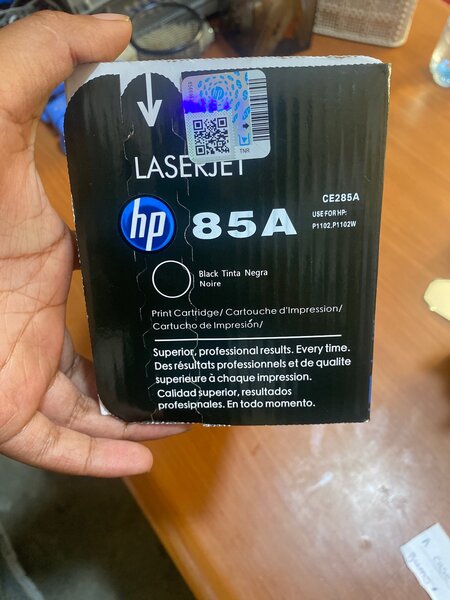 hp
TNR
LASERJET
hp 85A
CE285A
USE FOR HP:
P1102,P1102W
Black Tinta Negra
Noire
Print Cartridge/ Cartouche d'Impression/
Cartucho de Impresión/
Superior, professional results. Every time.
Des résultats professionnels et de qualite
superieure à chaque impression.
Calidad superior, resultados
profesipnales. En todo momento.